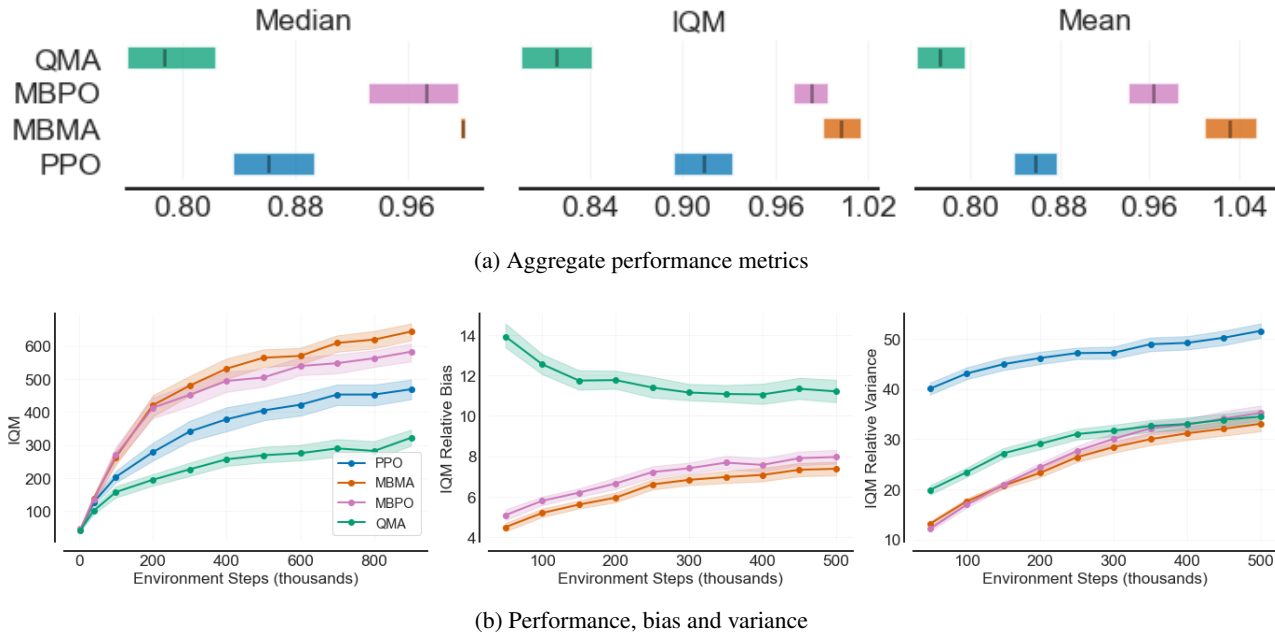 Median IQM Mean
QMA
MBPO
MBMA
PPO
0.80 0.88 0.96 0.84 0.90 0.96 1.02 0.80 0.88 0.96 1.04
(a) Aggregate performance metrics
IQM
600
500
400
300
200
100
PPO
MBMA
MBPO
QMA
0 200 400 600 800
Environment Steps (thousands)
IQM Relative Bias
14
12
10
8
6
4
100 200 300 400 500
Environment Steps (thousands)
IQM Relative Variance
50
40
30
20
10
100 200 300 400 500
Environment Steps (thousands)
(b) Performance, bias and variance